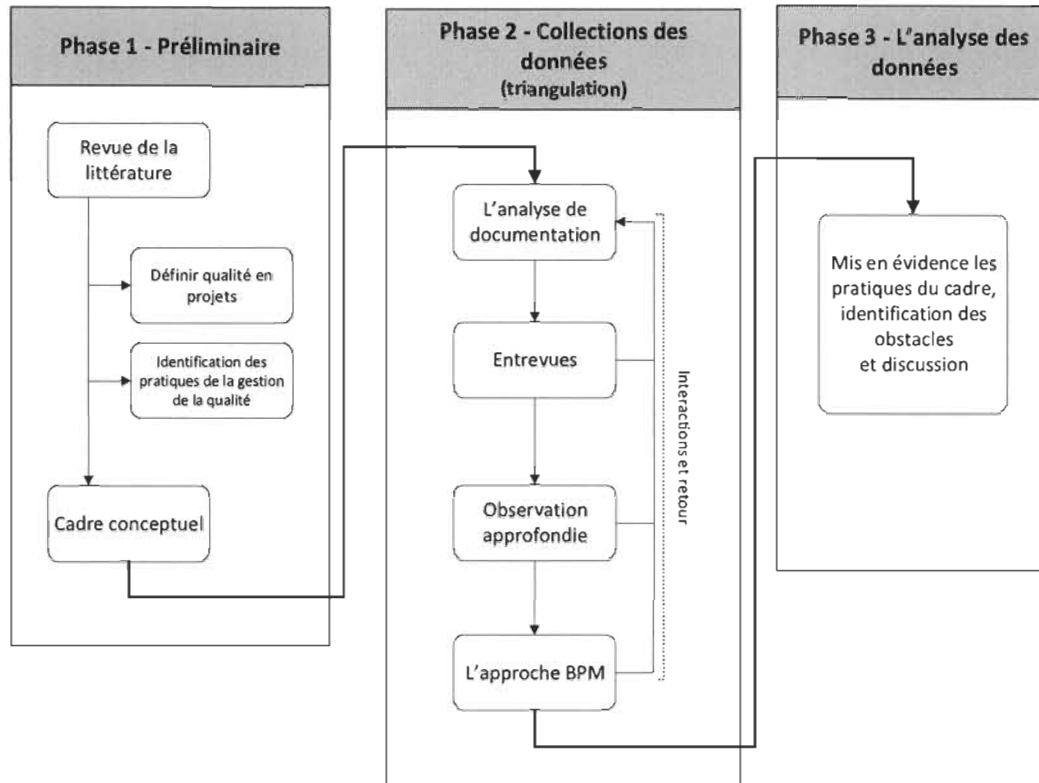 Phase 1 - Préliminaire
Revue de la
littérature
Définir qualité en
projets
Identification des
pratiques de la gestion
de la qualité
Cadre conceptuel
Phase 2 - Collections des
données
(triangulation)
L'analyse de
documentation
Entrevues
Observation
approfondie
L'approche BPM
Interactions et retour
Phase 3 - L'analyse des
données
Mis en évidence les
pratiques du cadre,
identification des
obstacles
et discussion